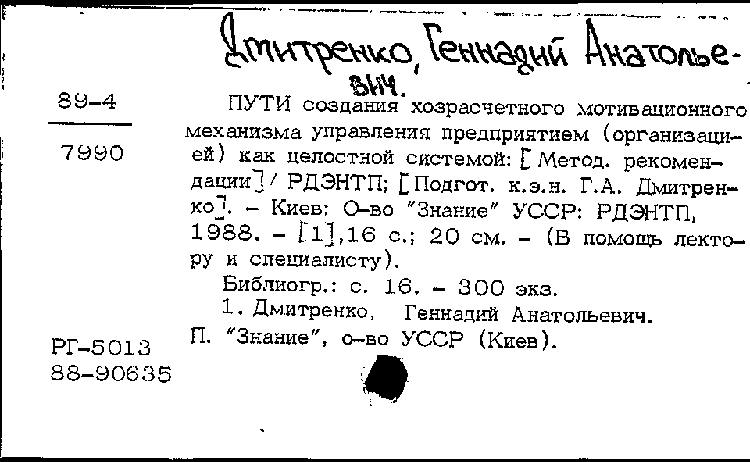 Дмитренко, Геннадий Анатолье-
вич.
89-4
7990
ПУТИ создания хозрасчетного мотивационного
механизма управления предприятием (организаци-
ей) как целостной системой: [Метод. рекомен-
дации] / РДЭНТП; [Подгот. к.э.н. Г.А. Дмитрен-
ко]. - Киев: О-во "Знание" УССР: РДЭНТП,
1988. - [1],16 с.; 20 см. - (В помощь лекто-
ру и специалисту).
Библиогр.: с. 16. - 300 экз.
1. Дмитренко, Геннадий Анатольевич.
П. "Знание", о-во УССР (Киев).
РГ-5013
88-90635